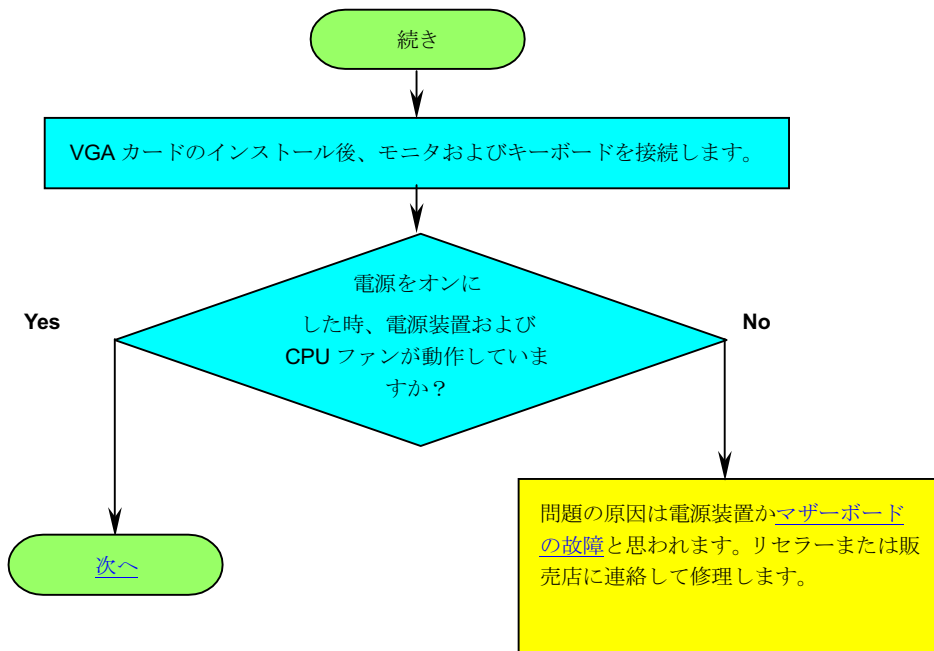 続き
VGA カードのインストール後、モニタおよびキーボードを接続します。
電源をオンに
した時、電源装置および
CPU ファンが動作していま
すか？
Yes
No
次へ
問題の原因は電源装置かマザーボード
の故障と思われます。リセラーまたは販
売店に連絡して修理します。